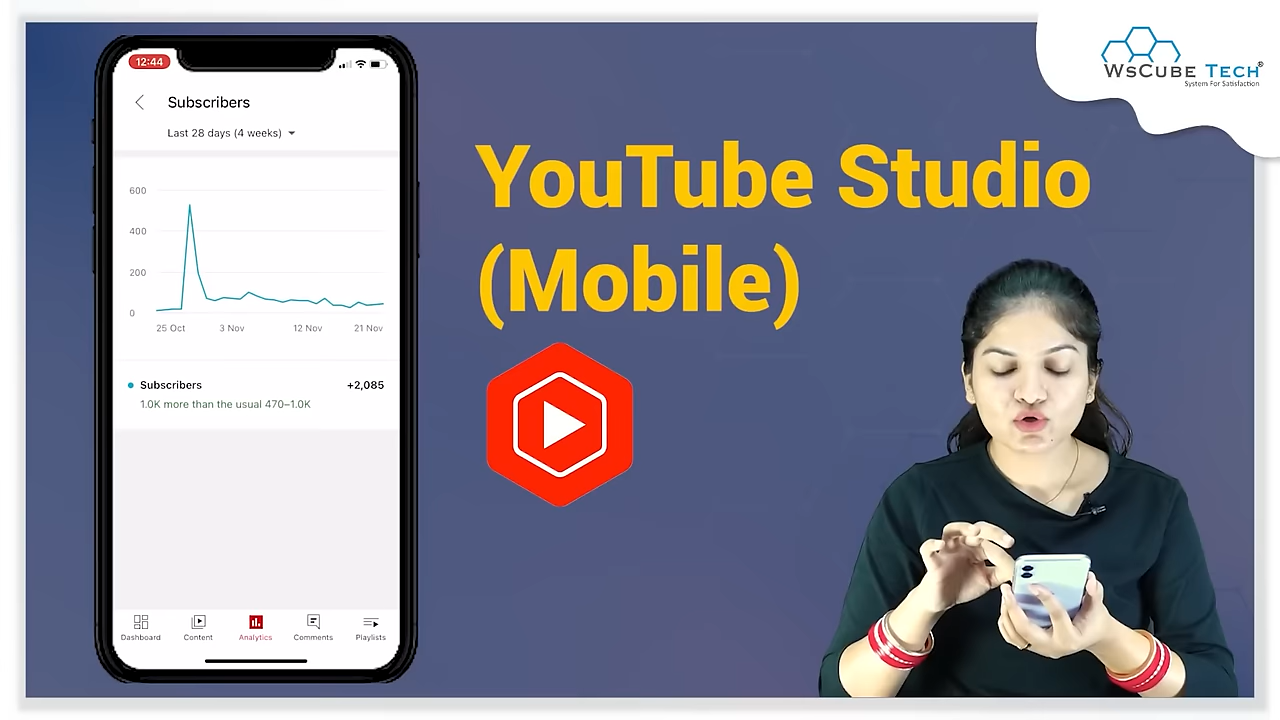 12:44
Subscribers
Last 28 days (4 weeks)
600
400
200
0
25 Oct 3 Nov 12 Nov 21 Nov
Subscribers +2,085
1.0K more than the usual 470–1.0K
Dashboard Content Analytics Comments Playlists
YouTube Studio
(Mobile)
WsCube Tech®
System For Satisfaction